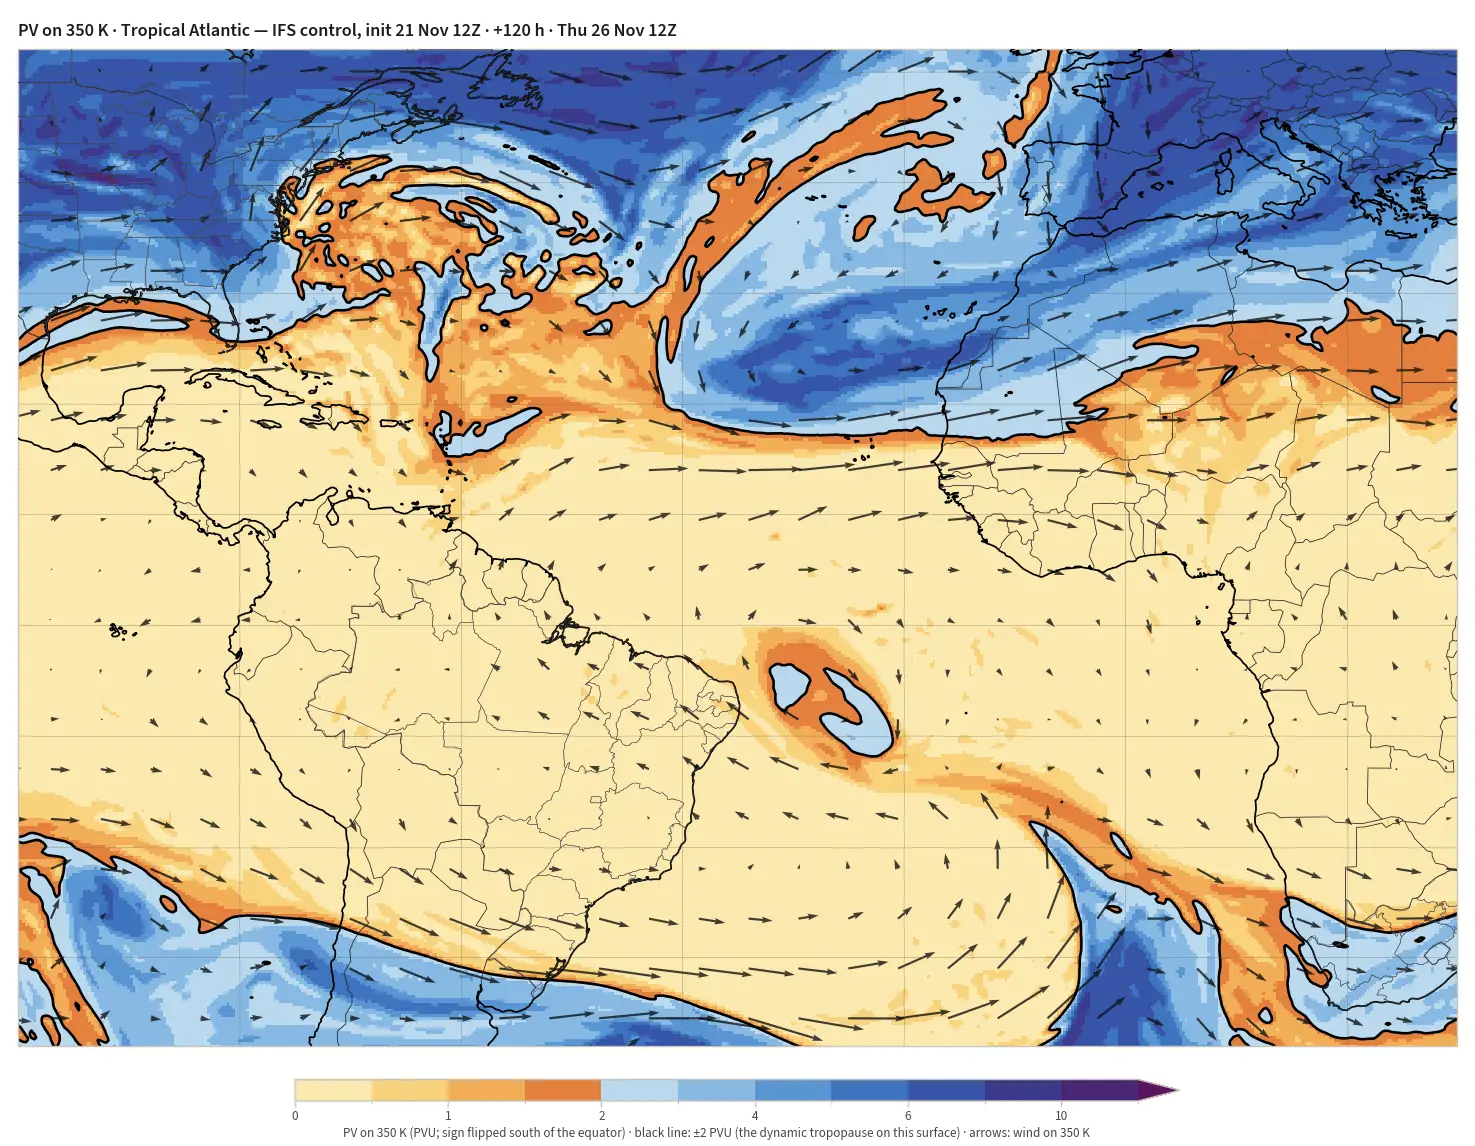 PV on 350 K · Tropical Atlantic — IFS control, init 21 Nov 12Z · +120 h · Thu 26 Nov 12Z
0 1 2 4 6 10
PV on 350 K (PVU; sign flipped south of the equator) · black line: ±2 PVU (the dynamic tropopause on this surface) · arrows: wind on 350 K